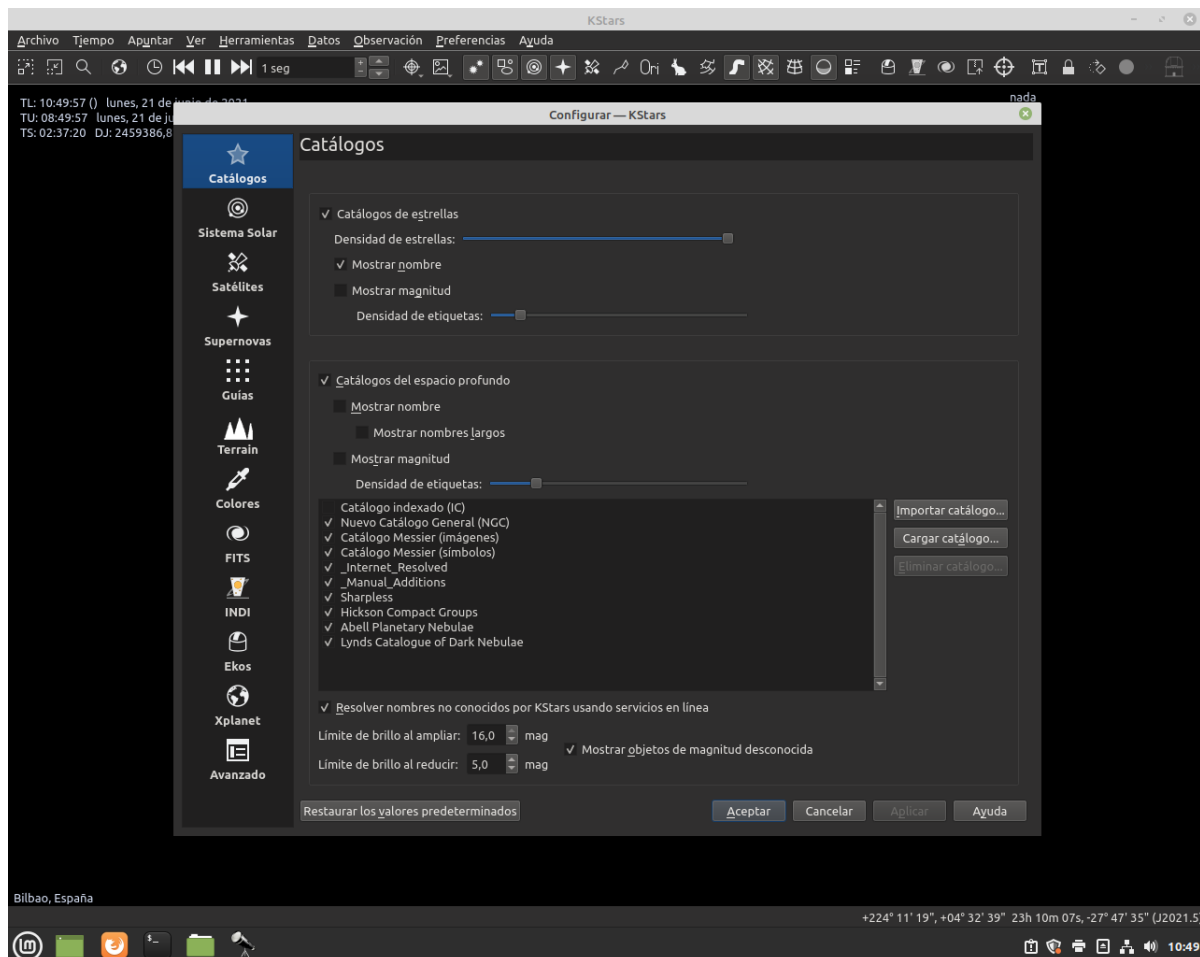 KStars
Archivo Tiempo Apuntar Ver Herramientas Datos Observación Preferencias Ayuda
1 seg
Ori
TL: 10:49:57 () lunes, 21 de junio de 2021
nada
TU: 08:49:57 lunes, 21 de ju
TS: 02:37:20 DJ: 2459386,8
Configurar — KStars
Catálogos
Sistema Solar
Satélites
Supernovas
Guías
Terrain
Colores
FITS
INDI
Ekos
Xplanet
Avanzado
Catálogos
Catálogos de estrellas
Densidad de estrellas:
Mostrar nombre
Mostrar magnitud
Densidad de etiquetas:
Catálogos del espacio profundo
Mostrar nombre
Mostrar nombres largos
Mostrar magnitud
Densidad de etiquetas:
Catálogo indexado (IC)
Nuevo Catálogo General (NGC)
Catálogo Messier (imágenes)
Catálogo Messier (símbolos)
_Internet_Resolved
_Manual_Additions
Sharpless
Hickson Compact Groups
Abell Planetary Nebulae
Lynds Catalogue of Dark Nebulae
Importar catálogo...
Cargar catálogo...
Eliminar catálogo...
Resolver nombres no conocidos por KStars usando servicios en línea
Límite de brillo al ampliar: 16,0 mag
Mostrar objetos de magnitud desconocida
Límite de brillo al reducir: 5,0 mag
Restaurar los valores predeterminados Aceptar Cancelar Aplicar Ayuda
Bilbao, España
+224° 11' 19", +04° 32' 39" 23h 10m 07s, -27° 47' 35" (J2021.5)
10:49